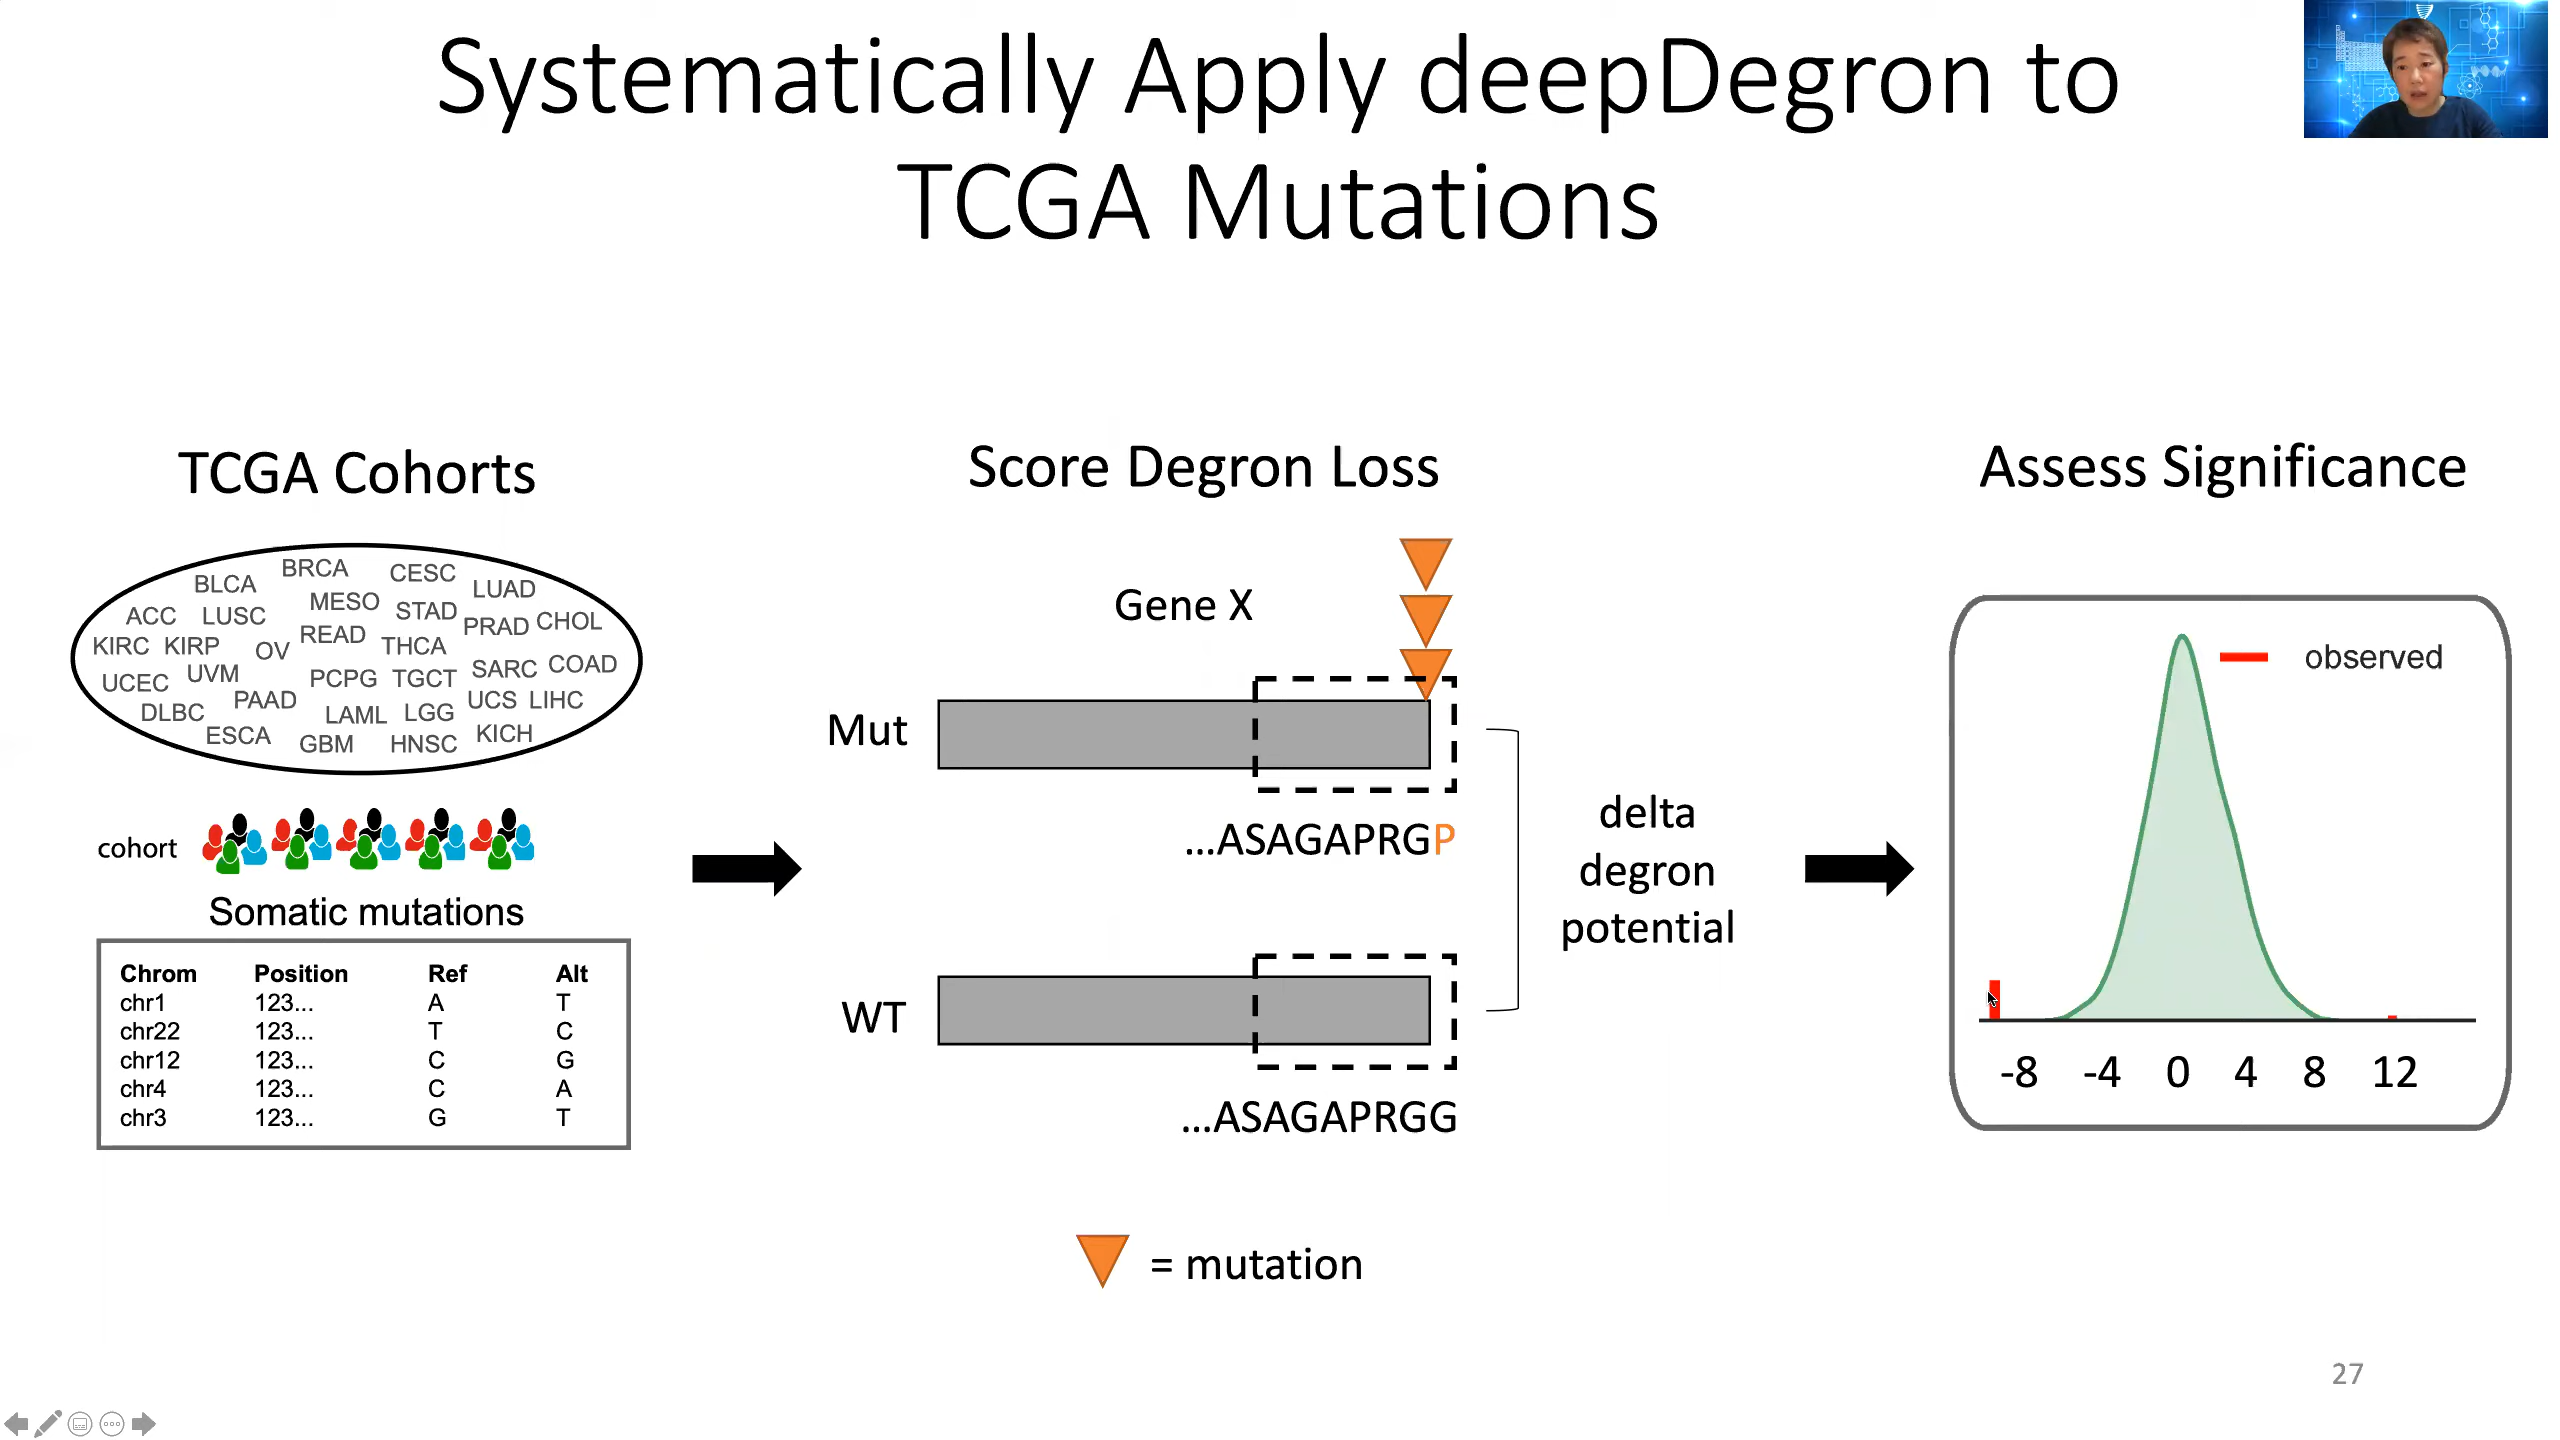 Systematically Apply deepDegron to
TCGA Mutations
TCGA Cohorts
BRCA
BLCA
CESC
LUAD
ACC
LUSC
MESO
STAD
PRAD
CHOL
KIRC
KIRP
OV
READ
THCA
UCEC
UVM
PCPG
TGCT
SARC
COAD
DLBC
PAAD
LAML
LGG
UCS
LIHC
ESCA
GBM
HNSC
KICH
cohort
Somatic mutations
Chrom Position Ref Alt
chr1 123... A T
chr22 123... T C
chr12 123... C G
chr4 123... C A
chr3 123... G T
Score Degron Loss
Gene X
Mut
...ASAGAPRGP
WT
...ASAGAPRGG
delta
degron
potential
= mutation
Assess Significance
observed
-8 -4 0 4 8 12
27